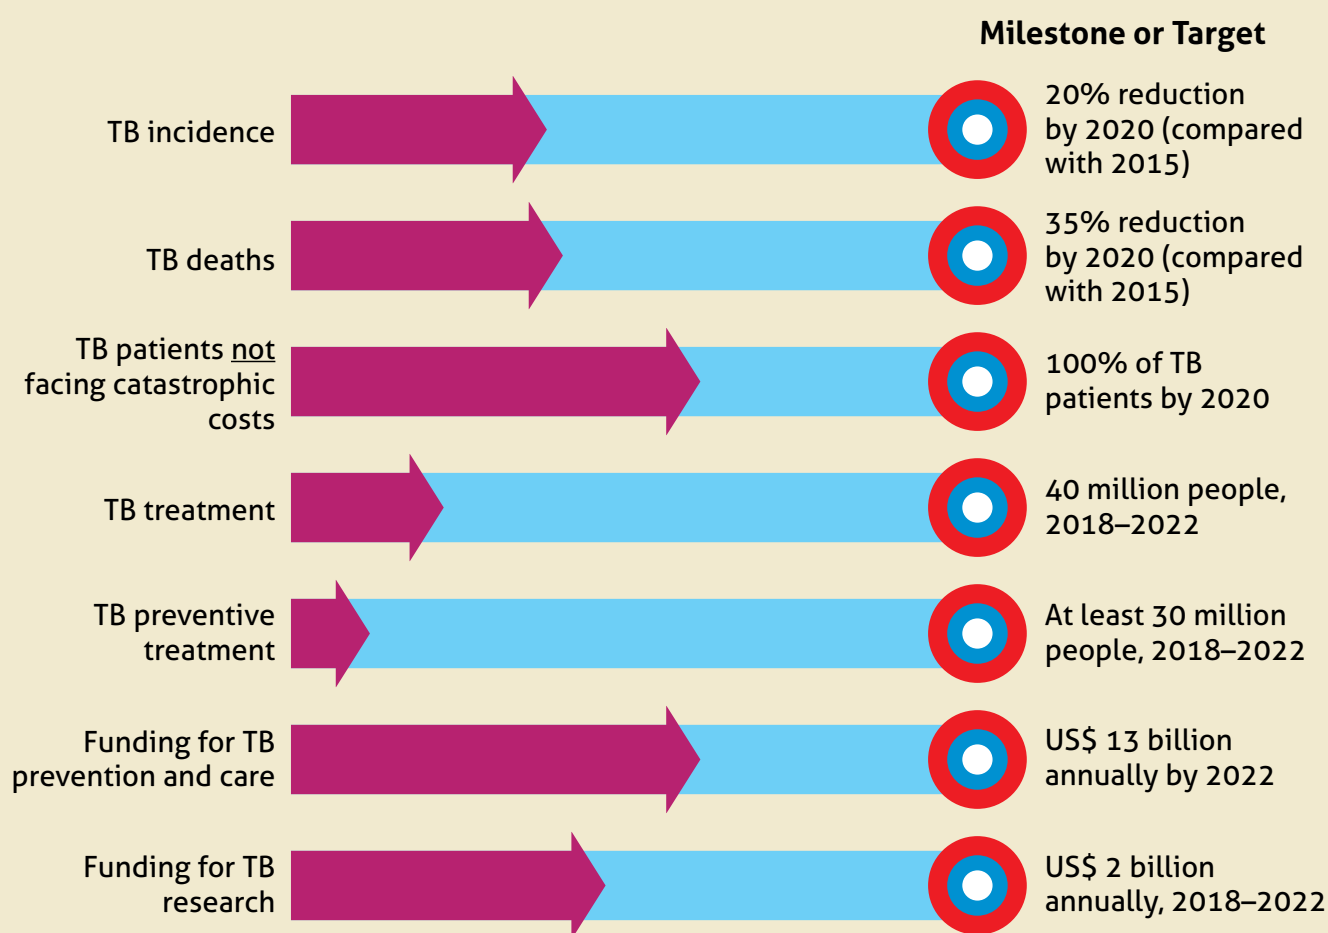 Milestone or Target
TB incidence
20% reduction
by 2020 (compared
with 2015)
TB deaths
35% reduction
by 2020 (compared
with 2015)
TB patients not
facing catastrophic
costs
100% of TB
patients by 2020
TB treatment
40 million people,
2018–2022
TB preventive
treatment
At least 30 million
people, 2018–2022
Funding for TB
prevention and care
US$ 13 billion
annually by 2022
Funding for TB
research
US$ 2 billion
annually, 2018–2022